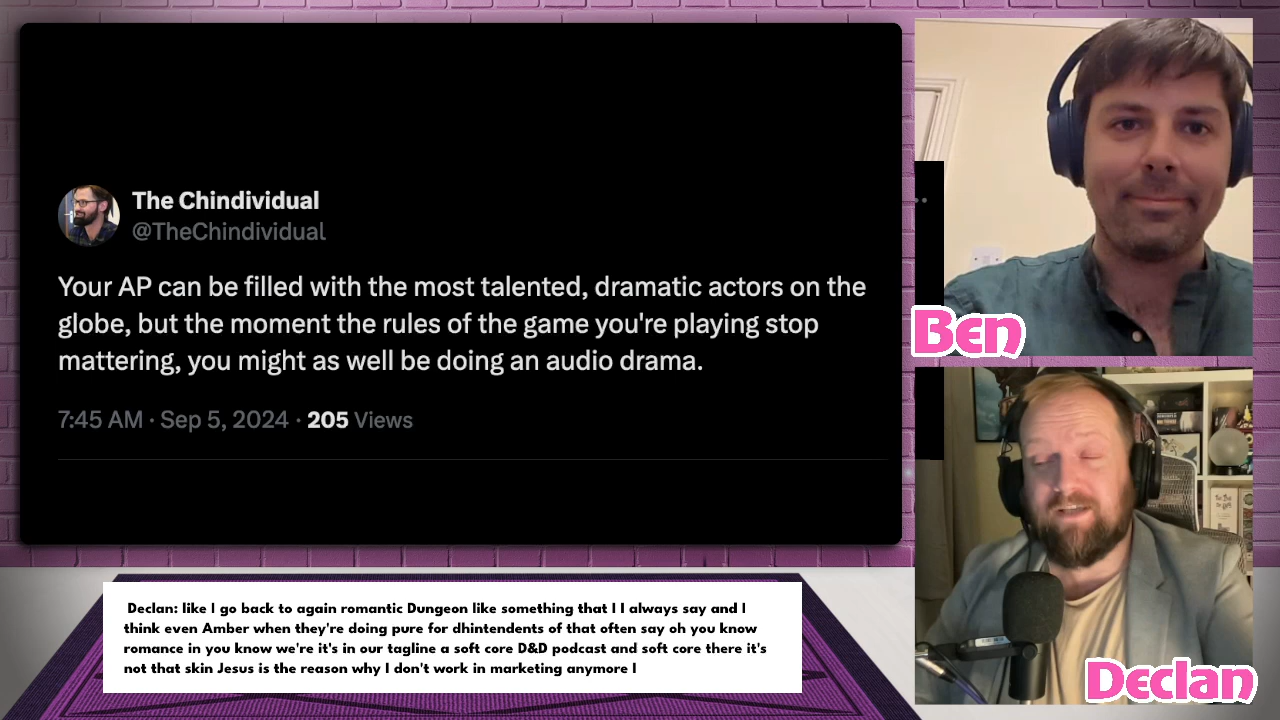 The Chindividual
@TheChindividual
Your AP can be filled with the most talented, dramatic actors on the
globe, but the moment the rules of the game you're playing stop
mattering, you might as well be doing an audio drama.
7:45 AM · Sep 5, 2024 · 205 Views
Ben
Declan: like I go back to again romantic Dungeon like something that I I always say and I
think even Amber when they're doing pure for dhintendents of that often say oh you know
romance in you know we're it's in our tagline a soft core D&D podcast and soft core there it's
not that skin Jesus is the reason why I don't work in marketing anymore I
Declan